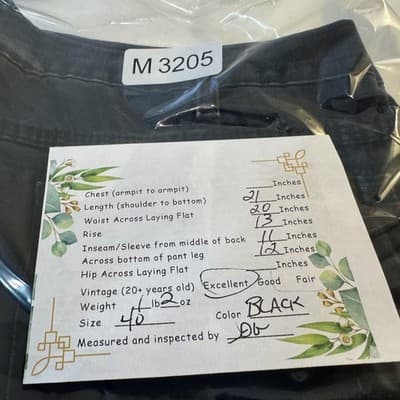 M 3205
Chest (armpit to armpit) Inches
Length (shoulder to bottom) 21 Inches
Waist Across Laying Flat 20 Inches
Rise 13 Inches
Inseam/Sleeve from middle of back 11 Inches
Across bottom of pant leg 12 Inches
Hip Across Laying Flat Inches
Vintage (20+ years old) Excellent Good Fair
Weight 1 lb 2 oz
Size 40 Color BLACK
Measured and inspected by